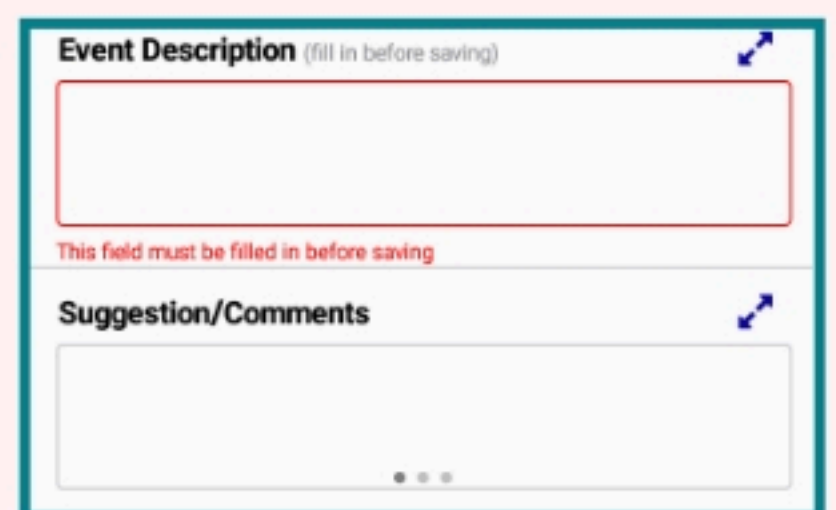 Event Description (fill in before saving)
This field must be filled in before saving
Suggestion/Comments